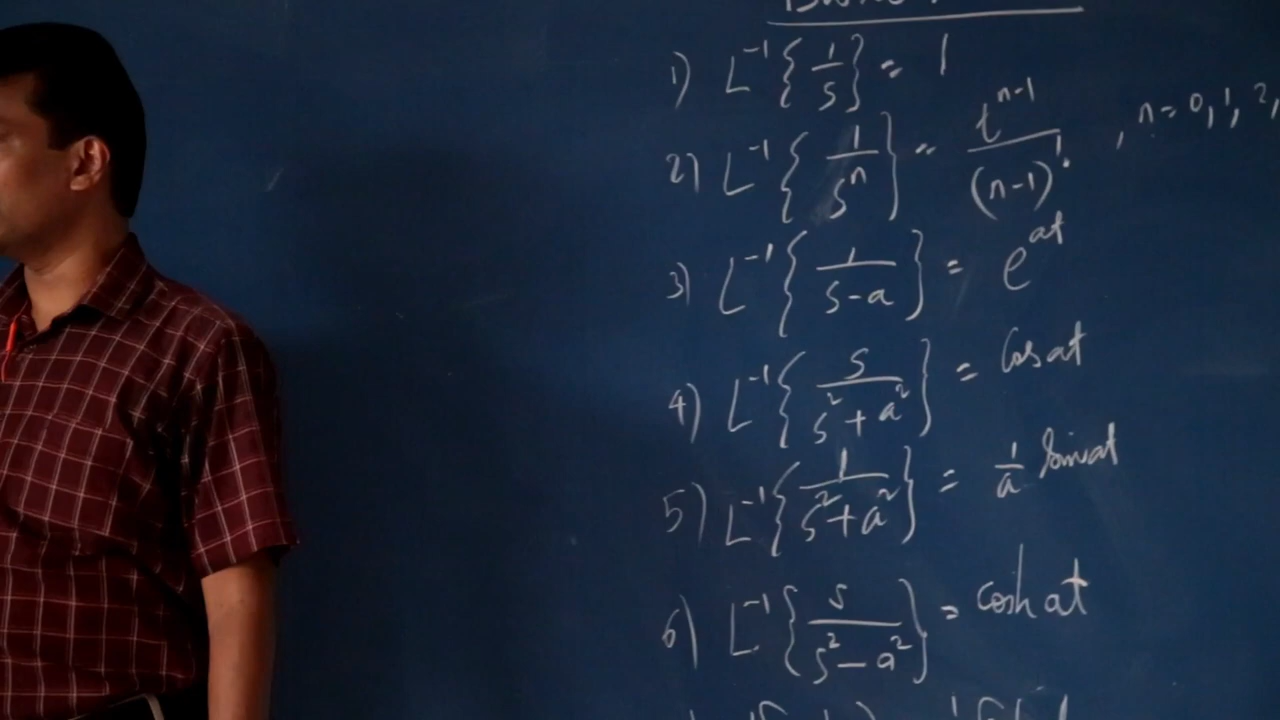 1) L⁻¹{1/s} = 1
2) L⁻¹{1/sⁿ} = tⁿ⁻¹/(n-1)! , n = 0, 1, 2,
3) L⁻¹{1/(s-a)} = e^at
4) L⁻¹{s/(s²+a²)} = Cos at
5) L⁻¹{1/(s²+a²)} = 1/a Sin at
6) L⁻¹{s/(s²-a²)} = cosh at